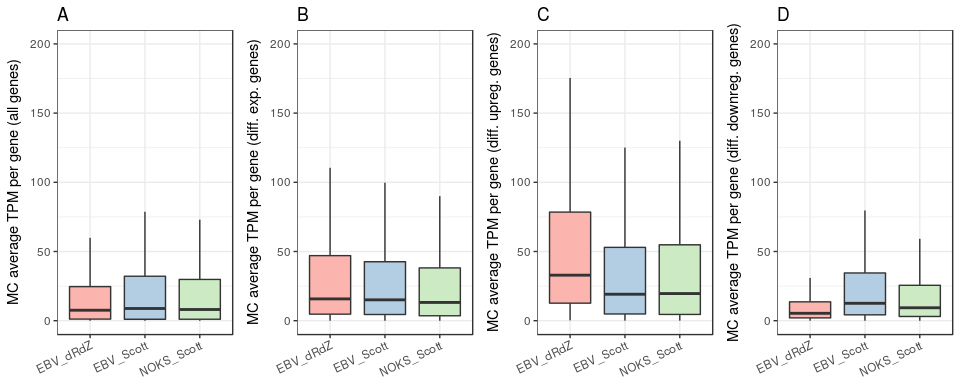 A
MC average TPM per gene (all genes)
200
150
100
50
0
EBV_dRdZ
EBV_Scott
NOKS_Scott
B
MC average TPM per gene (diff. exp. genes)
200
150
100
50
0
EBV_dRdZ
EBV_Scott
NOKS_Scott
C
MC average TPM per gene (diff. upreg. genes)
200
150
100
50
0
EBV_dRdZ
EBV_Scott
NOKS_Scott
D
MC average TPM per gene (diff. downreg. genes)
200
150
100
50
0
EBV_dRdZ
EBV_Scott
NOKS_Scott